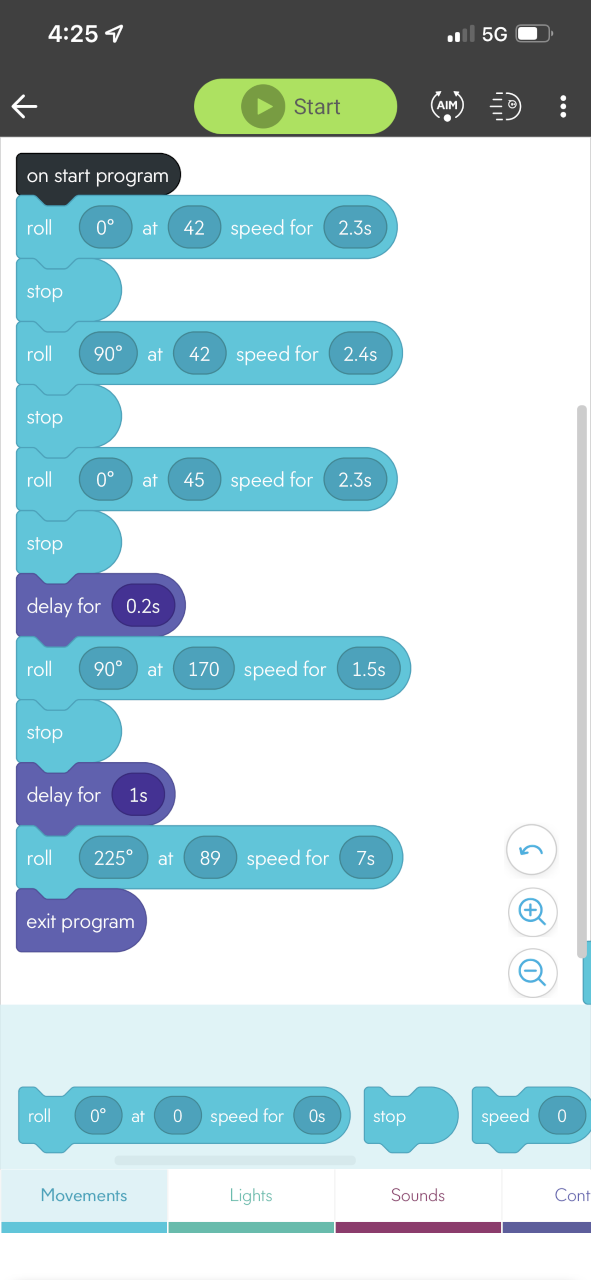 4:25 5G
Start AIM
on start program
roll 0° at 42 speed for 2.3s
stop
roll 90° at 42 speed for 2.4s
stop
roll 0° at 45 speed for 2.3s
stop
delay for 0.2s
roll 90° at 170 speed for 1.5s
stop
delay for 1s
roll 225° at 89 speed for 7s
exit program
roll 0° at 0 speed for 0s stop speed 0
Movements Lights Sounds Cont